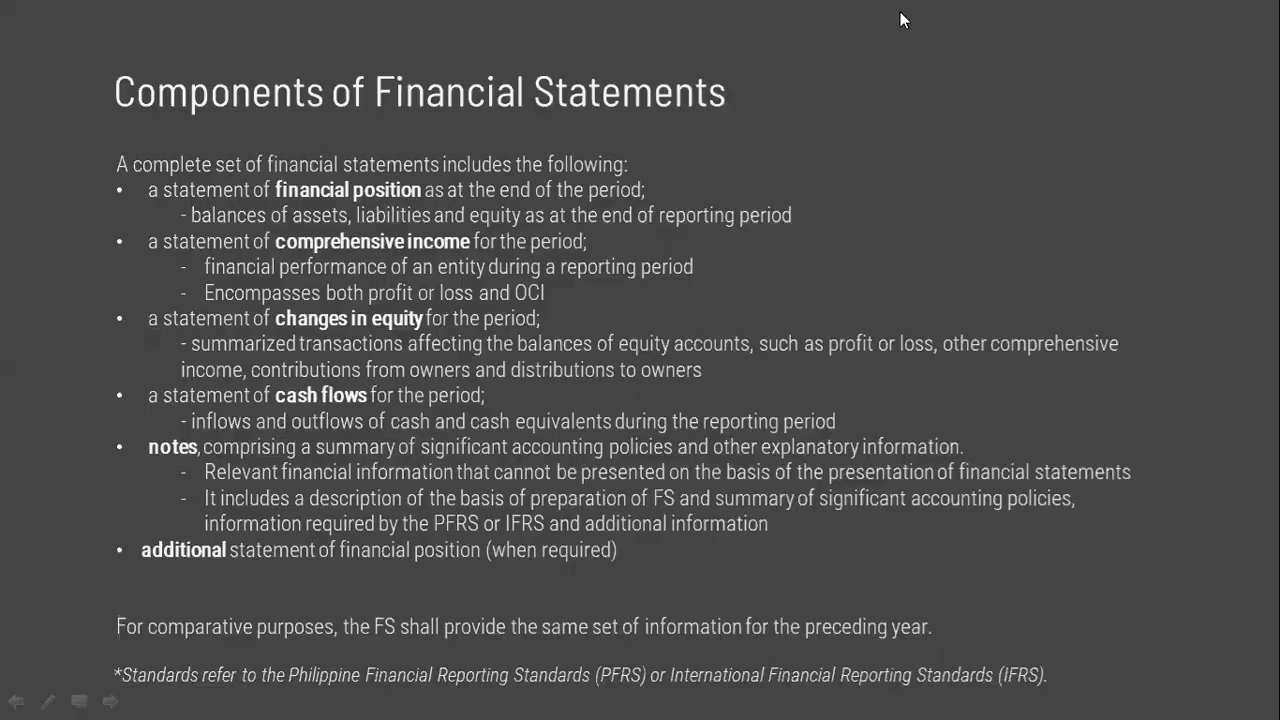 Components of Financial Statements
A complete set of financial statements includes the following:
• a statement of financial position as at the end of the period;
- balances of assets, liabilities and equity as at the end of reporting period
• a statement of comprehensive income for the period;
- financial performance of an entity during a reporting period
- Encompasses both profit or loss and OCI
• a statement of changes in equity for the period;
- summarized transactions affecting the balances of equity accounts, such as profit or loss, other comprehensive
income, contributions from owners and distributions to owners
• a statement of cash flows for the period;
- inflows and outflows of cash and cash equivalents during the reporting period
• notes, comprising a summary of significant accounting policies and other explanatory information.
- Relevant financial information that cannot be presented on the basis of the presentation of financial statements
- It includes a description of the basis of preparation of FS and summary of significant accounting policies,
information required by the PFRS or IFRS and additional information
• additional statement of financial position (when required)
For comparative purposes, the FS shall provide the same set of information for the preceding year.
*Standards refer to the Philippine Financial Reporting Standards (PFRS) or International Financial Reporting Standards (IFRS).